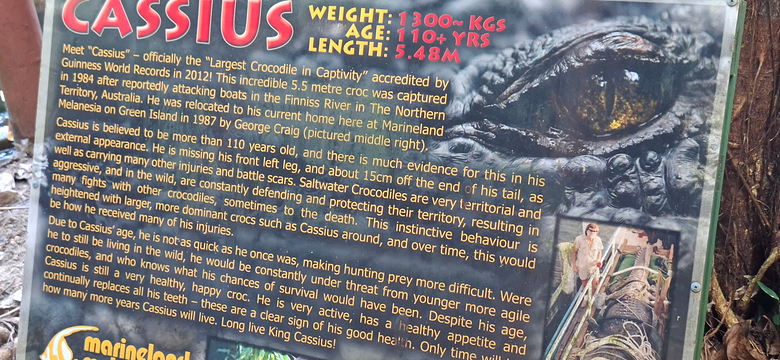 CASSIUS
WEIGHT: 1300~ KGS
AGE: 110+ YRS
LENGTH: 5.48M
Meet “Cassius” – officially the “Largest Crocodile in Captivity” accredited by
Guinness World Records in 2012! This incredible 5.5 metre croc was captured
in 1984 after reportedly attacking boats in the Finniss River in The Northern
Territory, Australia. He was relocated to his current home here at Marineland
Melanesia on Green Island in 1987 by George Craig (pictured middle right).
Cassius is believed to be more than 110 years old, and there is much evidence for this in his
external appearance. He is missing his front left leg, and about 15cm off the end of his tail, as
well as carrying many other injuries and battle scars. Saltwater Crocodiles are very territorial and
aggressive, and in the wild, are constantly defending and protecting their territory, resulting in
many fights with other crocodiles, sometimes to the death. This instinctive behaviour is
heightened with larger, more dominant crocs such as Cassius around, and over time, this would
be how he received many of his injuries.
Due to Cassius’ age, he is not as quick as he once was, making hunting prey more difficult. Were
he to still be living in the wild, he would be constantly under threat from younger more agile
crocodiles, and who knows what his chances of survival would have been. Despite his age,
Cassius is still a very healthy, happy croc. He is very active, has a healthy appetite and
continually replaces all his teeth – these are a clear sign of his good health. Only time will
how many more years Cassius will live. Long live King Cassius!
marineland